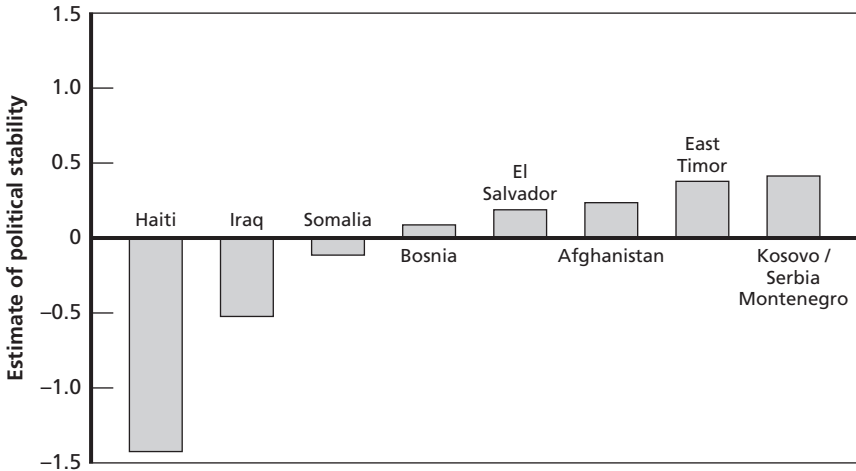 Estimate of political stability
1.5
1.0
0.5
0
–0.5
–1.0
–1.5
Haiti
Iraq
Somalia
Bosnia
El
Salvador
Afghanistan
East
Timor
Kosovo /
Serbia
Montenegro